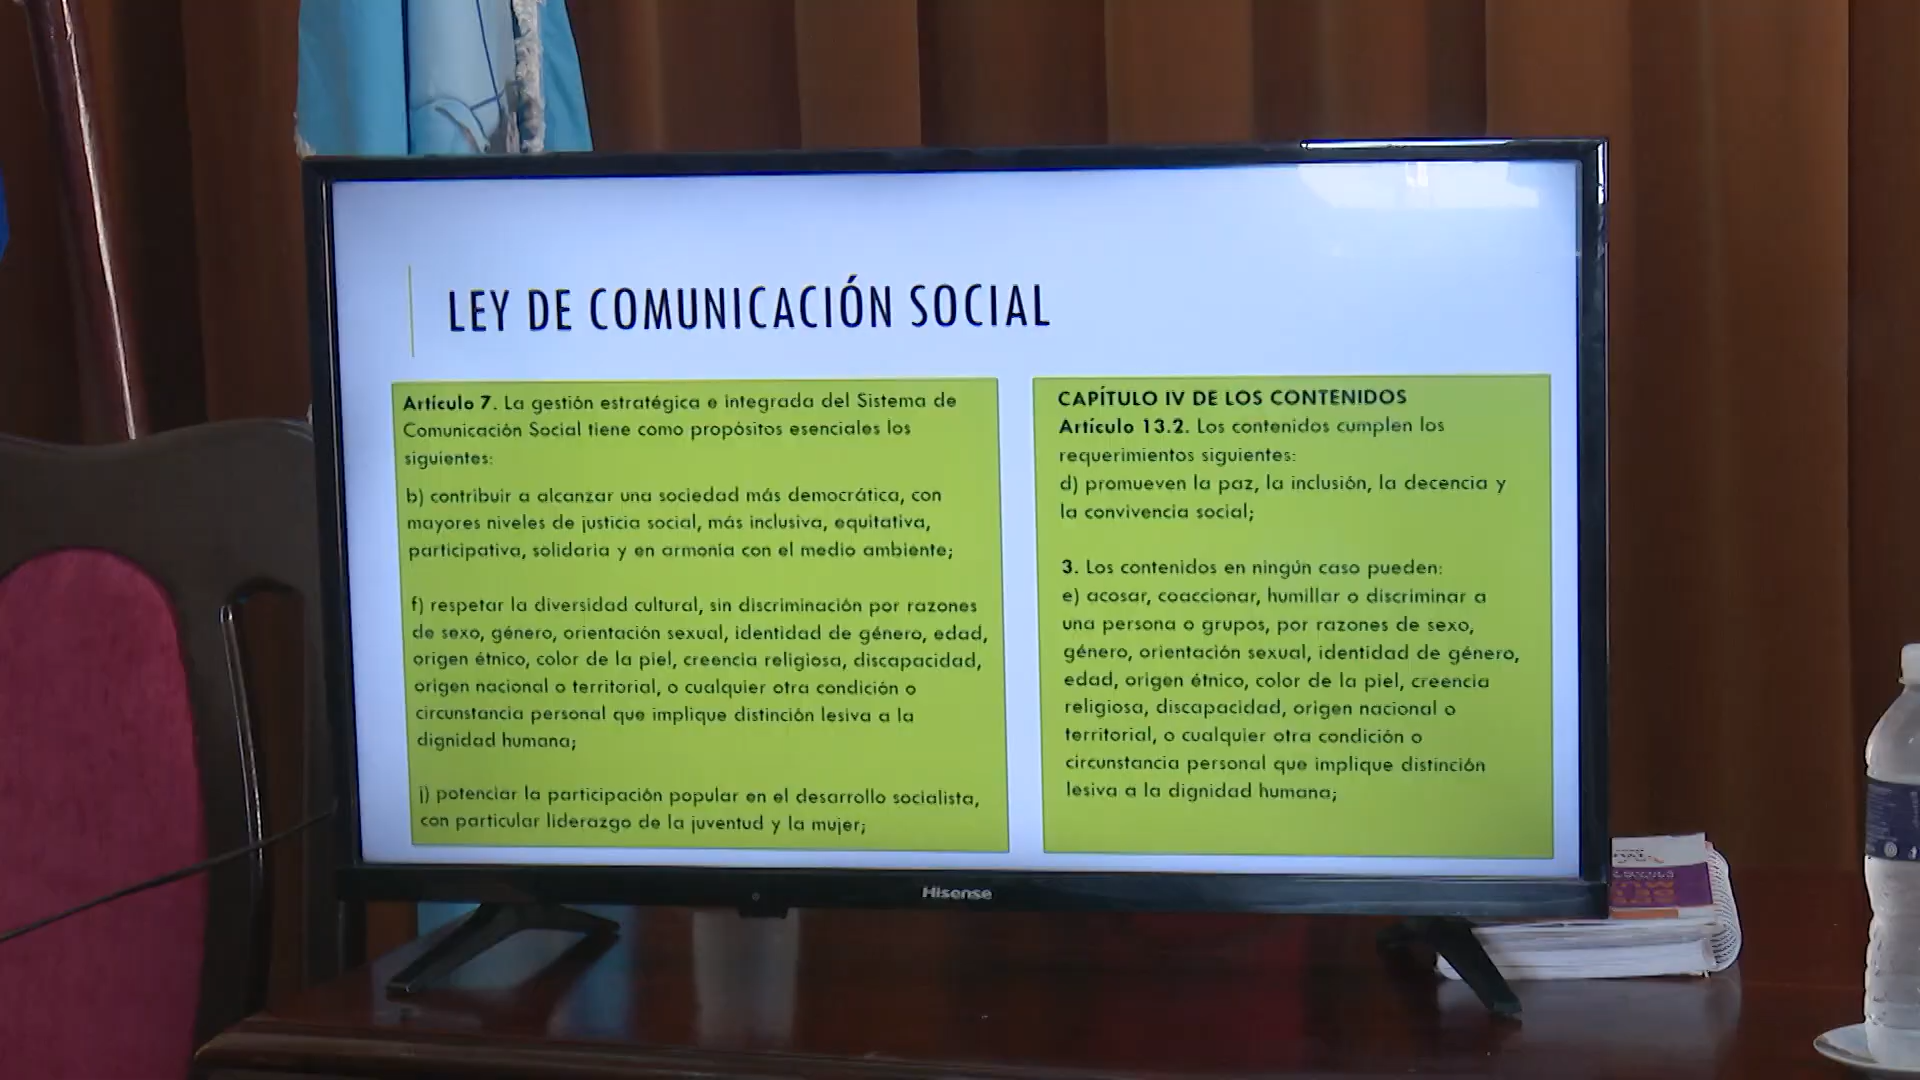 LEY DE COMUNICACIÓN SOCIAL
Artículo 7. La gestión estratégica e integrada del Sistema de
Comunicación Social tiene como propósitos esenciales los
siguientes:
b) contribuir a alcanzar una sociedad más democrática, con
mayores niveles de justicia social, más inclusiva, equitativa,
participativa, solidaria y en armonía con el medio ambiente;
f) respetar la diversidad cultural, sin discriminación por razones
de sexo, género, orientación sexual, identidad de género, edad,
origen étnico, color de la piel, creencia religiosa, discapacidad,
origen nacional o territorial, o cualquier otra condición o
circunstancia personal que implique distinción lesiva a la
dignidad humana;
j) potenciar la participación popular en el desarrollo socialista,
con particular liderazgo de la juventud y la mujer;
CAPÍTULO IV DE LOS CONTENIDOS
Artículo 13.2. Los contenidos cumplen los
requerimientos siguientes:
d) promueven la paz, la inclusión, la decencia y
la convivencia social;
3. Los contenidos en ningún caso pueden:
e) acosar, coaccionar, humillar o discriminar a
una persona o grupos, por razones de sexo,
género, orientación sexual, identidad de género,
edad, origen étnico, color de la piel, creencia
religiosa, discapacidad, origen nacional o
territorial, o cualquier otra condición o
circunstancia personal que implique distinción
lesiva a la dignidad humana;
Hisense